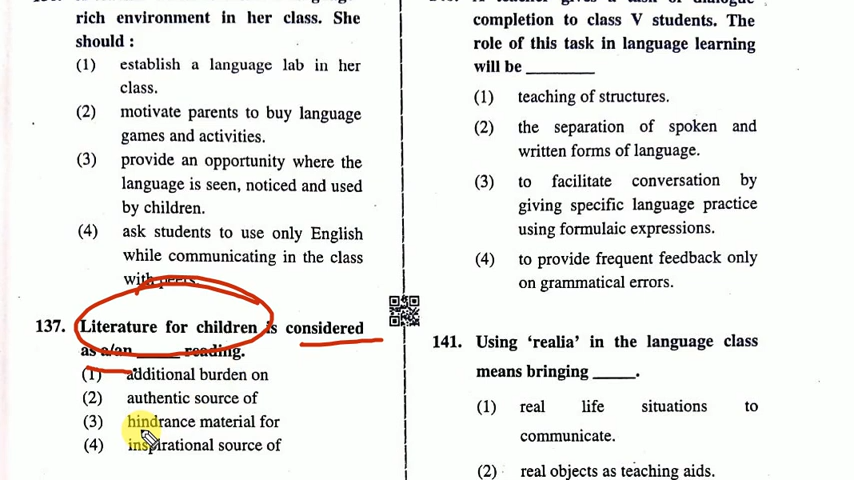 rich environment in her class. She
should :
(1) establish a language lab in her
class.
(2) motivate parents to buy language
games and activities.
(3) provide an opportunity where the
language is seen, noticed and used
by children.
(4) ask students to use only English
while communicating in the class
with peers.
137. Literature for children is considered
as a/an _____ reading.
(1) additional burden on
(2) authentic source of
(3) hindrance material for
(4) inspirational source of
completion to class V students. The
role of this task in language learning
will be ________
(1) teaching of structures.
(2) the separation of spoken and
written forms of language.
(3) to facilitate conversation by
giving specific language practice
using formulaic expressions.
(4) to provide frequent feedback only
on grammatical errors.
141. Using ‘realia’ in the language class
means bringing _____.
(1) real life situations to
communicate.
(2) real objects as teaching aids.